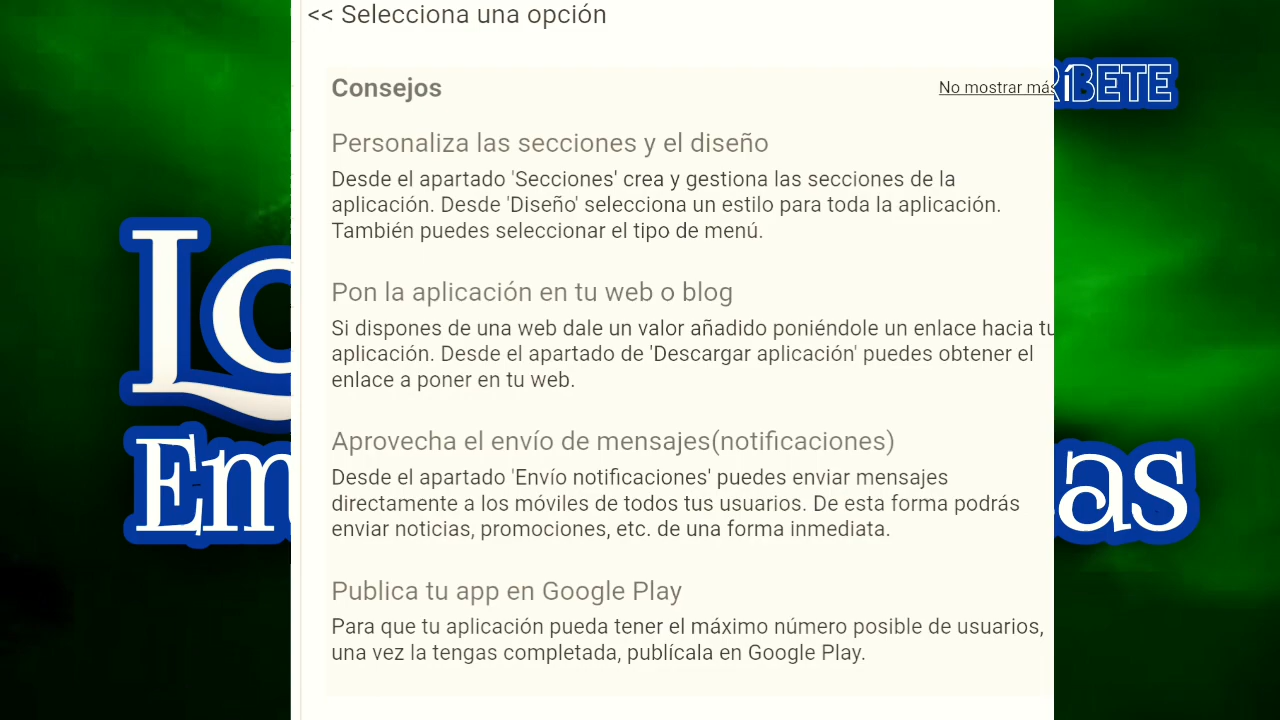 << Selecciona una opción
Consejos
No mostrar más
Personaliza las secciones y el diseño
Desde el apartado 'Secciones' crea y gestiona las secciones de la
aplicación. Desde 'Diseño' selecciona un estilo para toda la aplicación.
También puedes seleccionar el tipo de menú.
Pon la aplicación en tu web o blog
Si dispones de una web dale un valor añadido poniéndole un enlace hacia tu
aplicación. Desde el apartado de 'Descargar aplicación' puedes obtener el
enlace a poner en tu web.
Aprovecha el envío de mensajes(notificaciones)
Desde el apartado 'Envío notificaciones' puedes enviar mensajes
directamente a los móviles de todos tus usuarios. De esta forma podrás
enviar noticias, promociones, etc. de una forma inmediata.
Publica tu app en Google Play
Para que tu aplicación pueda tener el máximo número posible de usuarios,
una vez la tengas completada, publícala en Google Play.